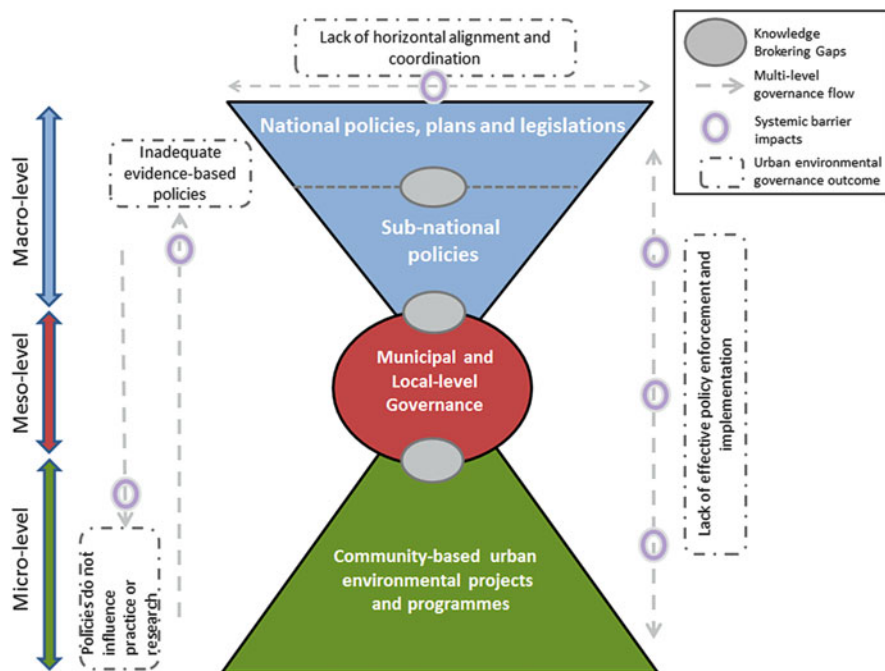 Lack of horizontal alignment and
coordination
Knowledge
Brokering Gaps
Multi-level
governance flow
Systemic barrier
impacts
Urban environmental
governance outcome
National policies, plans and legislations
Inadequate
evidence-based
policies
Sub-national
policies
Macro-level
Meso-level
Micro-level
Municipal and
Local-level
Governance
Lack of effective policy enforcement and
implementation
Community-based urban
environmental projects
and programmes
Policies do not
influence
practice or
research